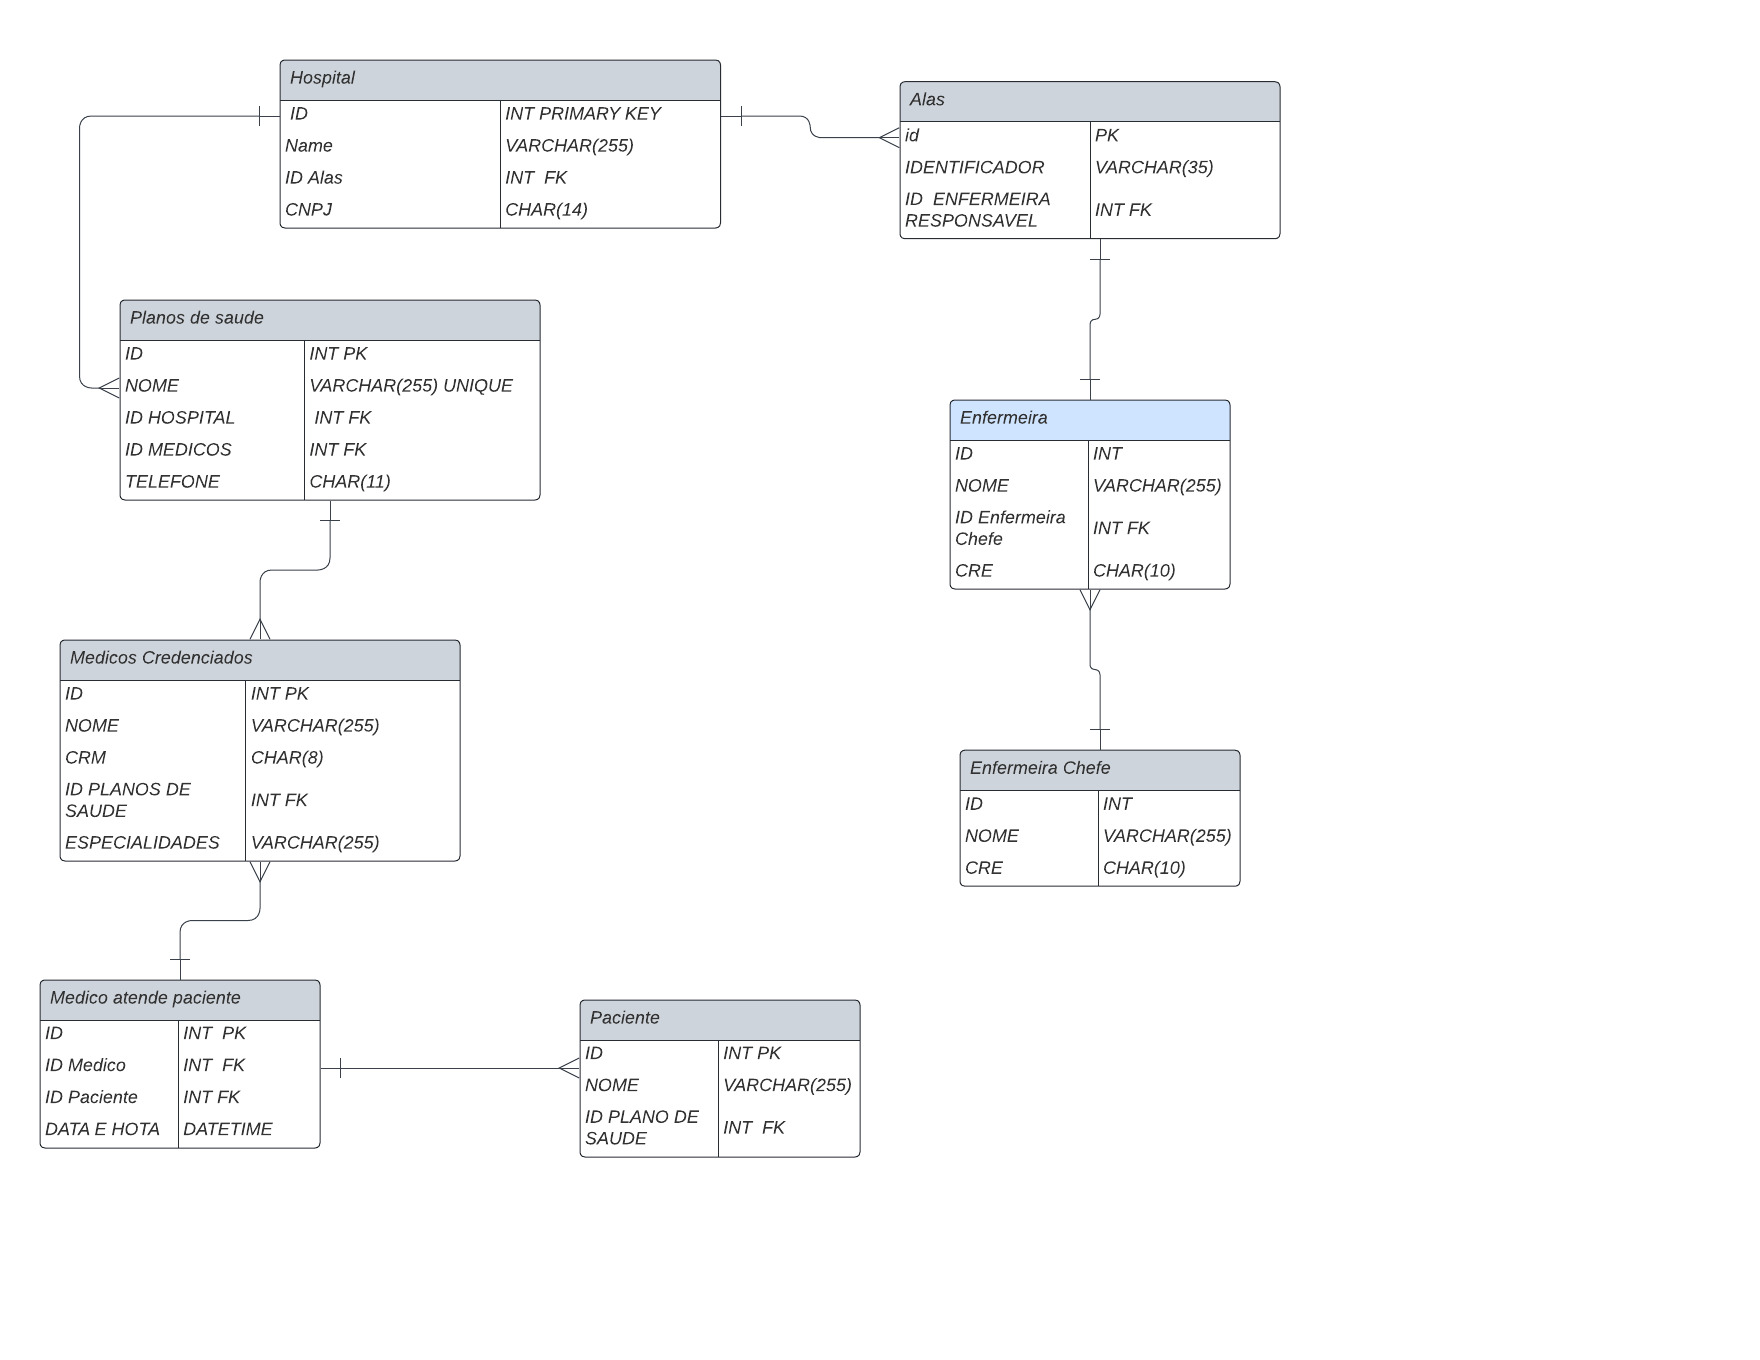 Hospital
ID INT PRIMARY KEY
Name VARCHAR(255)
ID Alas INT FK
CNPJ CHAR(14)
Alas
id PK
IDENTIFICADOR VARCHAR(35)
ID ENFERMEIRA
RESPONSAVEL
INT FK
Planos de saude
ID INT PK
NOME VARCHAR(255) UNIQUE
ID HOSPITAL INT FK
ID MEDICOS INT FK
TELEFONE CHAR(11)
Enfermeira
ID INT
NOME VARCHAR(255)
ID Enfermeira
Chefe
INT FK
CRE CHAR(10)
Medicos Credenciados
ID INT PK
NOME VARCHAR(255)
CRM CHAR(8)
ID PLANOS DE
SAUDE
INT FK
ESPECIALIDADES VARCHAR(255)
Enfermeira Chefe
ID INT
NOME VARCHAR(255)
CRE CHAR(10)
Medico atende paciente
ID INT PK
ID Medico INT FK
ID Paciente INT FK
DATA E HOTA DATETIME
Paciente
ID INT PK
NOME VARCHAR(255)
ID PLANO DE
SAUDE
INT FK